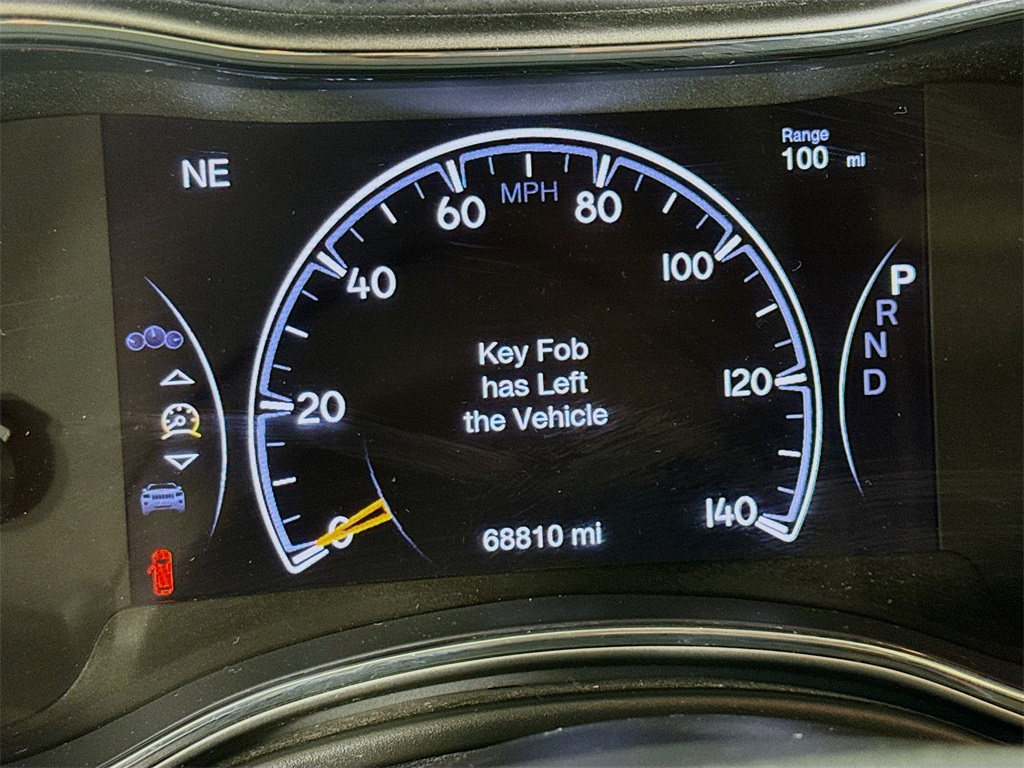 NE
Range
100 mi
MPH
60
80
40
100
20
120
0
140
P
R
N
D
Key Fob
has Left
the Vehicle
68810 mi